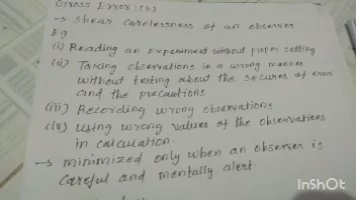 Gross Error:(3)
→ Shear Carelessness of an observer
Eg
(i) Reading an Experiment without proper setting
(ii) Taking observations in a wrong manner
without testing about the secures of error
and the precautions
(iii) Recording wrong observations
(iv) Using wrong values of the observations
in calculation.
→ minimized only when an observer is
careful and mentally alert.
InShOt